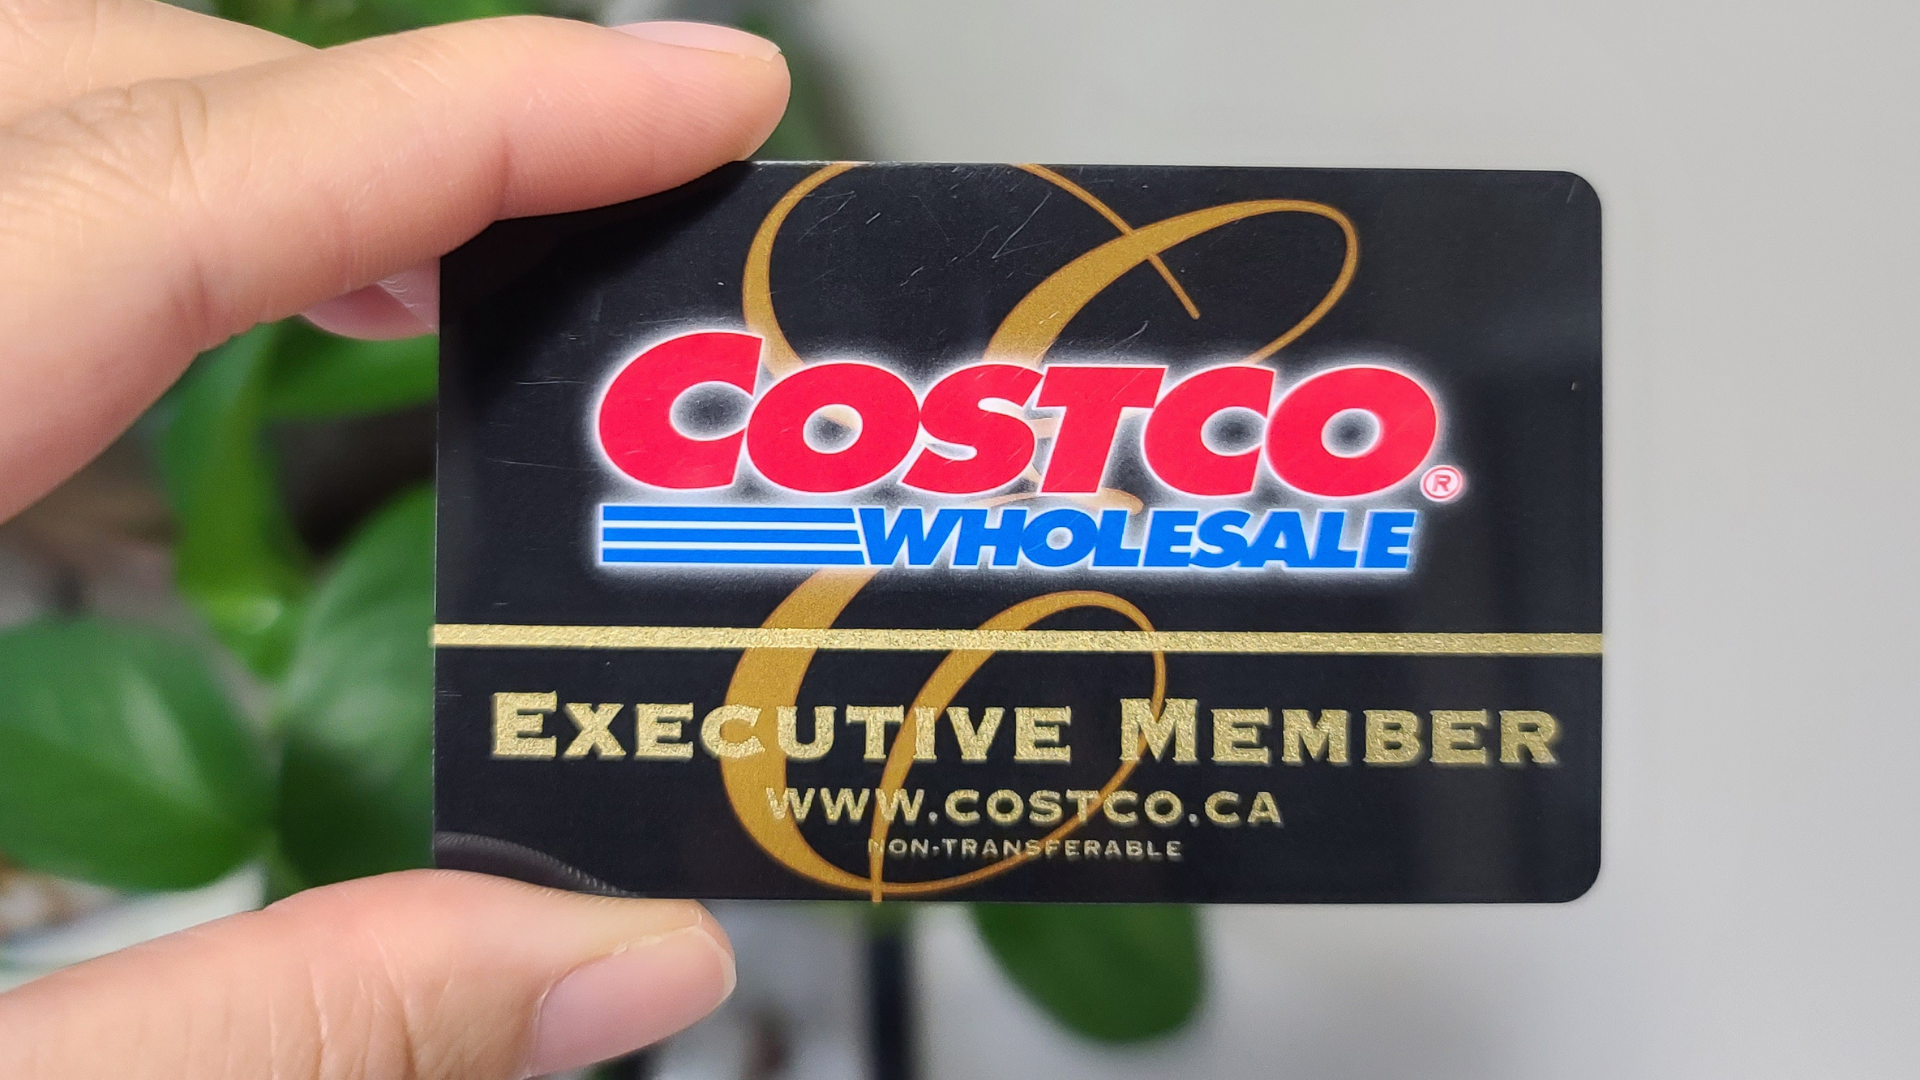 COSTCO®
WHOLESALE
EXECUTIVE MEMBER
WWW.COSTCO.CA
NON-TRANSFERABLE